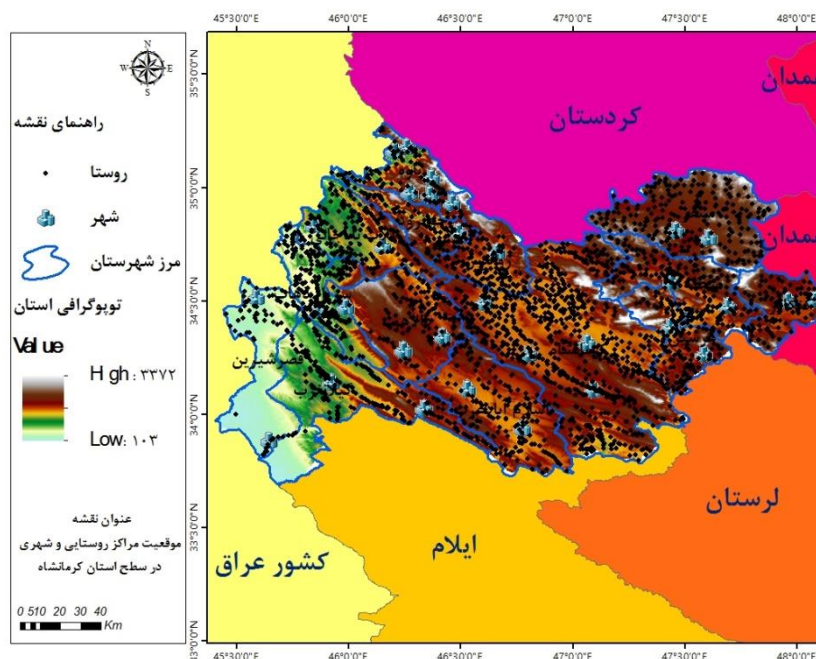 N
W E
S
راهنمای نقشه
روستا
شهر
مرز شهرستان
توپوگرافی استان
Value
High : ۳۳۷۲
Low: ۱۰۳
عنوان نقشه
موقعیت مراکز روستایی و شهری
در سطح استان کرمانشاه
0 5 10 20 30 40
Km
45°30'0"E 46°0'0"E 46°30'0"E 47°0'0"E 47°30'0"E 48°0'0"E
35°30'0"N
35°0'0"N
34°30'0"N
34°0'0"N
33°30'0"N
33°0'0"N
همدان
کردستان
همدان
قصرشیرین
لرستان
ایلام
کشور عراق
45°30'0"E 46°0'0"E 46°30'0"E 47°0'0"E 47°30'0"E 48°0'0"E